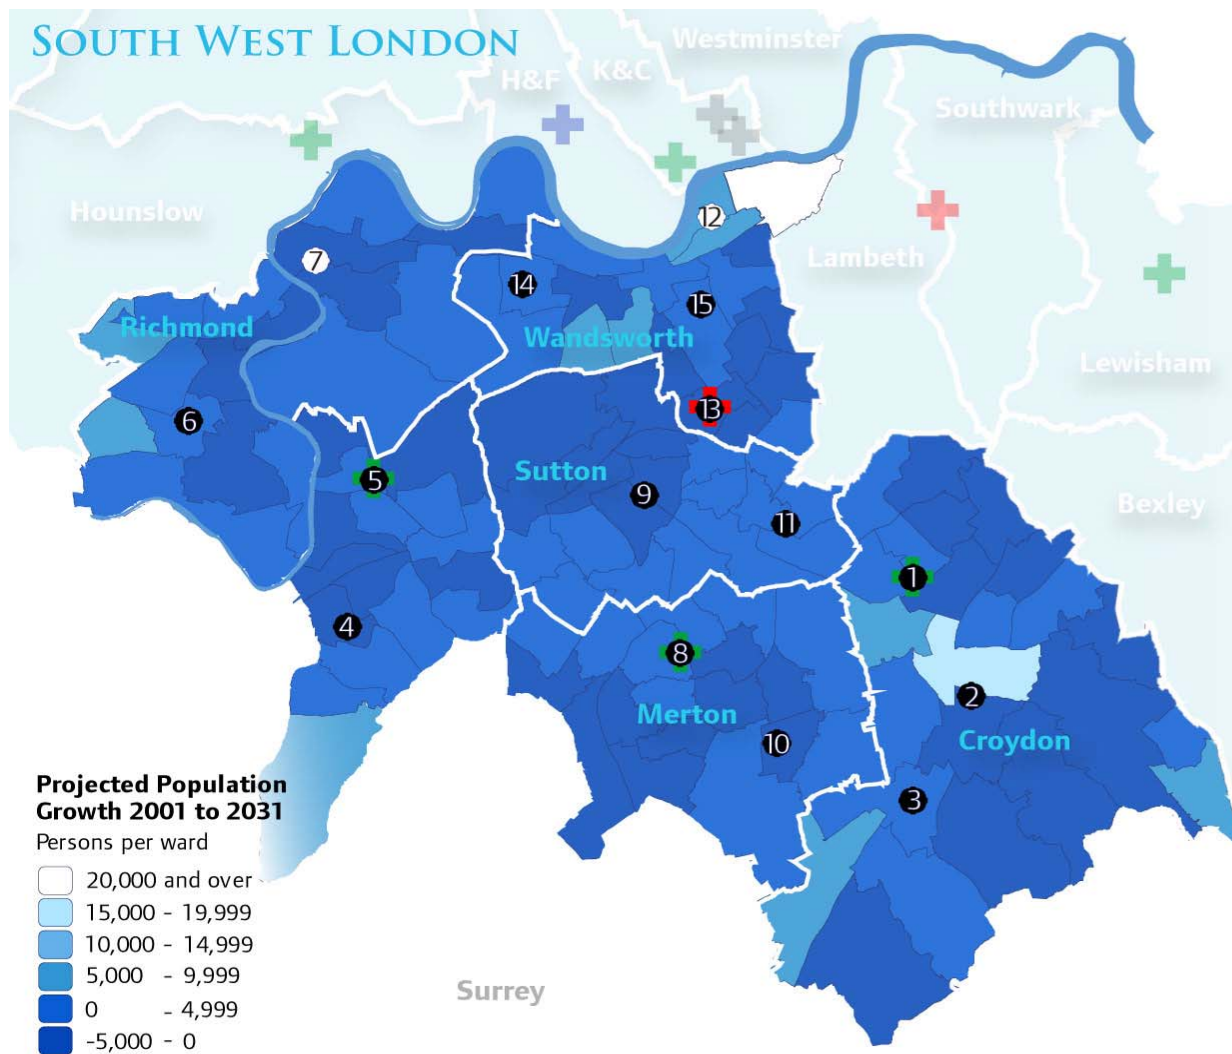 SOUTH WEST LONDON
Westminster
K&C
H&F
Southwark
Hounslow
12
7
Lambeth
14
15
Richmond
Wandsworth
Lewisham
13
6
Sutton
5
9
Bexley
11
1
4
8
2
Merton
10
Croydon
3
Projected Population
Growth 2001 to 2031
Persons per ward
20,000 and over
15,000 - 19,999
10,000 - 14,999
5,000 - 9,999
0 - 4,999
-5,000 - 0
Surrey